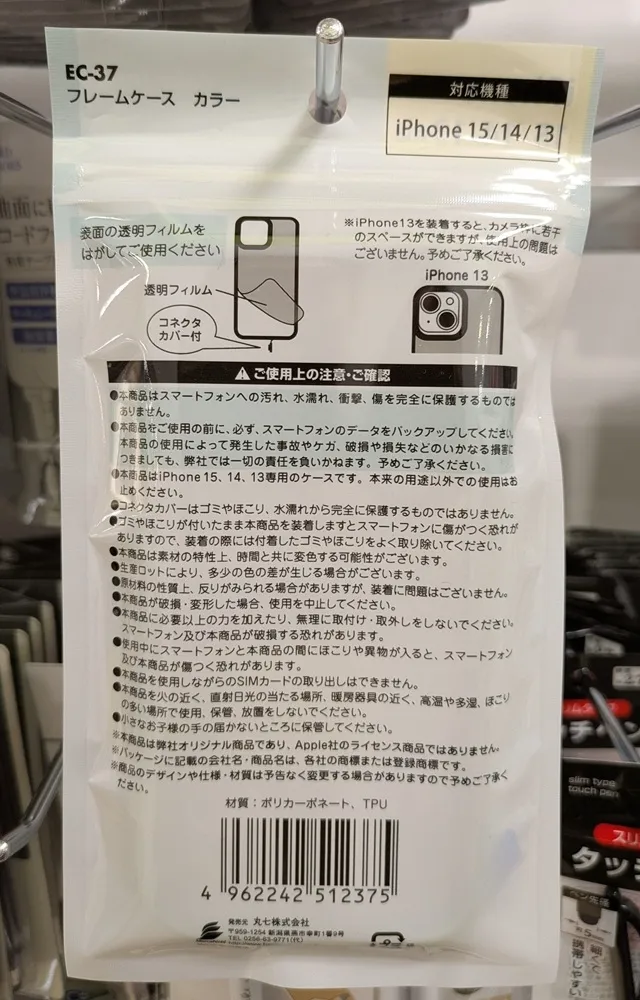 EC-37
フレームケース カラー
対応機種
iPhone 15/14/13
表面の透明フィルムを
はがしてご使用ください
透明フィルム
コネクタ
カバー付
※iPhone13を装着すると、カメラ枠に若干
のスペースができますが、使用上の問題は
ございません。予めご了承ください。
iPhone 13
ご使用上の注意・ご確認
●本商品はスマートフォンへの汚れ、水濡れ、衝撃、傷を完全に保護するものでは
ありません。
●本商品をご使用の前に、必ず、スマートフォンのデータをバックアップしてください。
本商品の使用によって発生した事故やケガ、破損や損失などのいかなる損害に
つきましても、弊社では一切の責任を負いかねます。予めご了承ください。
●本商品はiPhone 15、14、13専用のケースです。本来の用途以外での使用はお
止めください。
●コネクタカバーはゴミやほこり、水濡れから完全に保護するものではありません。
●ゴミやほこりが付いたまま本商品を装着しますとスマートフォンに傷がつく恐れが
ありますので、装着の際には付着したゴミやほこりをよく取り除いてください。
●本商品は素材の特性上、時間と共に変色する可能性がございます。
●生産ロットにより、多少の色の差が生じる場合がございます。
●原材料の性質上、反りがみられる場合がありますが、装着に問題はございません。
●本商品が破損・変形した場合、使用を中止してください。
●本商品に必要以上の力を加えたり、無理に取付け・取外しをしないでください。
スマートフォン及び本商品が破損する恐れがあります。
●使用中にスマートフォンと本商品の間にほこりや異物が入ると、スマートフォン
及び本商品が傷つく恐れがあります。
●本商品を使用しながらのSIMカードの取り出しはできません。
●本商品を火の近く、直射日光の当たる場所、暖房器具の近く、高温や多湿、ほこり
の多い場所で使用、保管、放置をしないでください。
●小さなお子様の手の届かないところに保管してください。
※本商品は弊社オリジナル商品であり、Apple社のライセンス商品ではありません。
※パッケージに記載の会社名・商品名は、各社の商標または登録商標です。
※商品のデザインや仕様・材質は予告なく変更する場合がありますので予めご了承く
ださい。
材質：ポリカーボネート、TPU
4 962242 512375
発売元 丸七株式会社
〒959-1254 新潟県燕市幸町1番9号
TEL 0256-63-9771(代)
slim type
touch pen
スリ
タッ